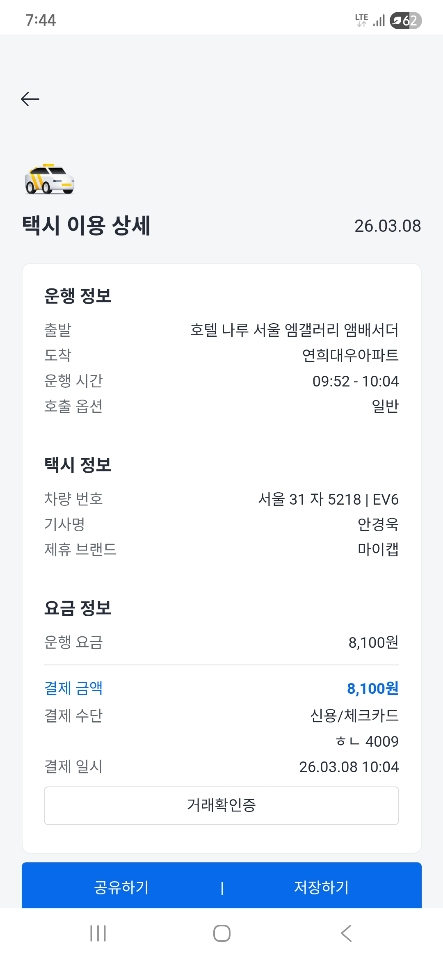 7:44
LTE
62
택시 이용 상세
26.03.08
운행 정보
출발 호텔 나루 서울 엠갤러리 앰배서더
도착 연희대우아파트
운행 시간 09:52 - 10:04
호출 옵션 일반
택시 정보
차량 번호 서울 31 자 5218 | EV6
기사명 안경욱
제휴 브랜드 마이캡
요금 정보
운행 요금 8,100원
결제 금액 8,100원
결제 수단 신용/체크카드
ㅎㄴ 4009
결제 일시 26.03.08 10:04
거래확인증
공유하기 | 저장하기